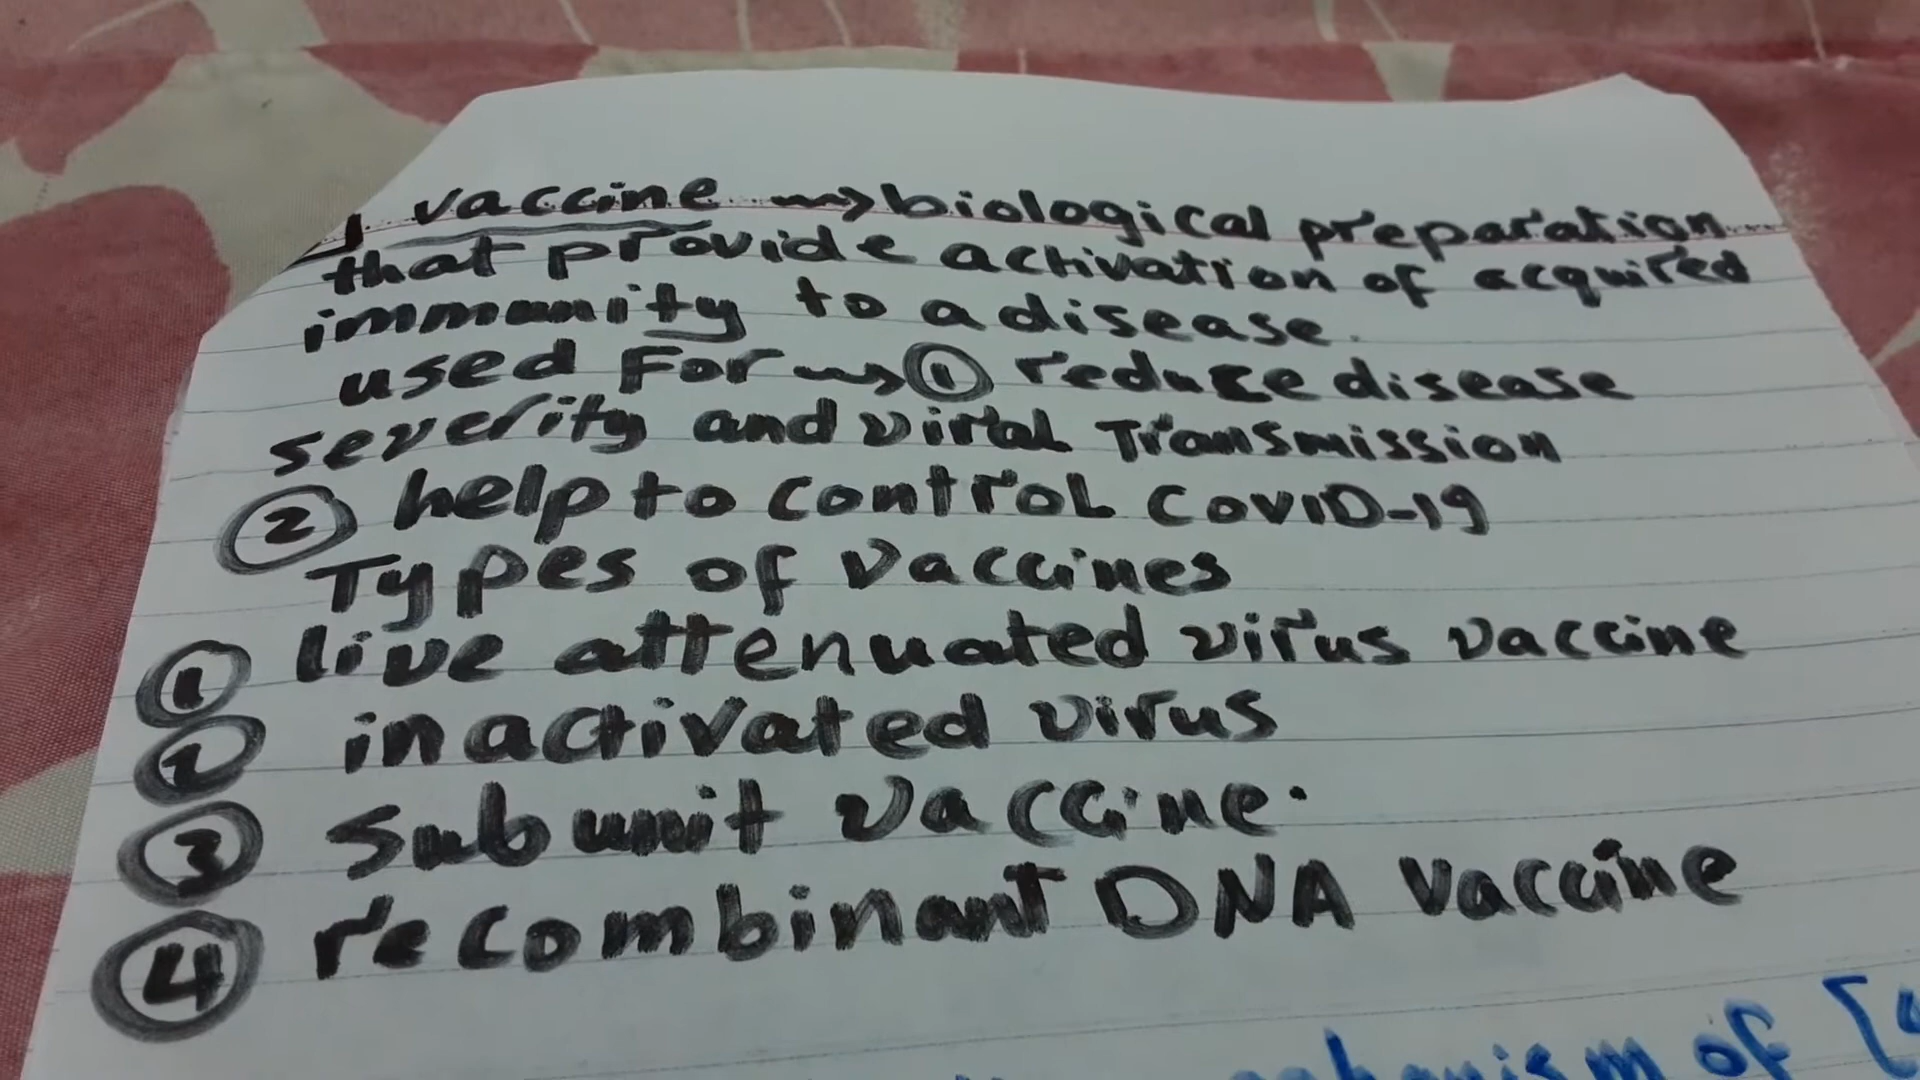 vaccine ⇝ biological preparation
that provide activation of acquired
immunity to a disease.
used For ⇝ ① reduce disease
severity and viral Transmission
② help to control COVID-19
Types of vaccines
① live attenuated virus vaccine
② inactivated virus
③ Subunit vaccine.
④ recombinant DNA vaccine
of